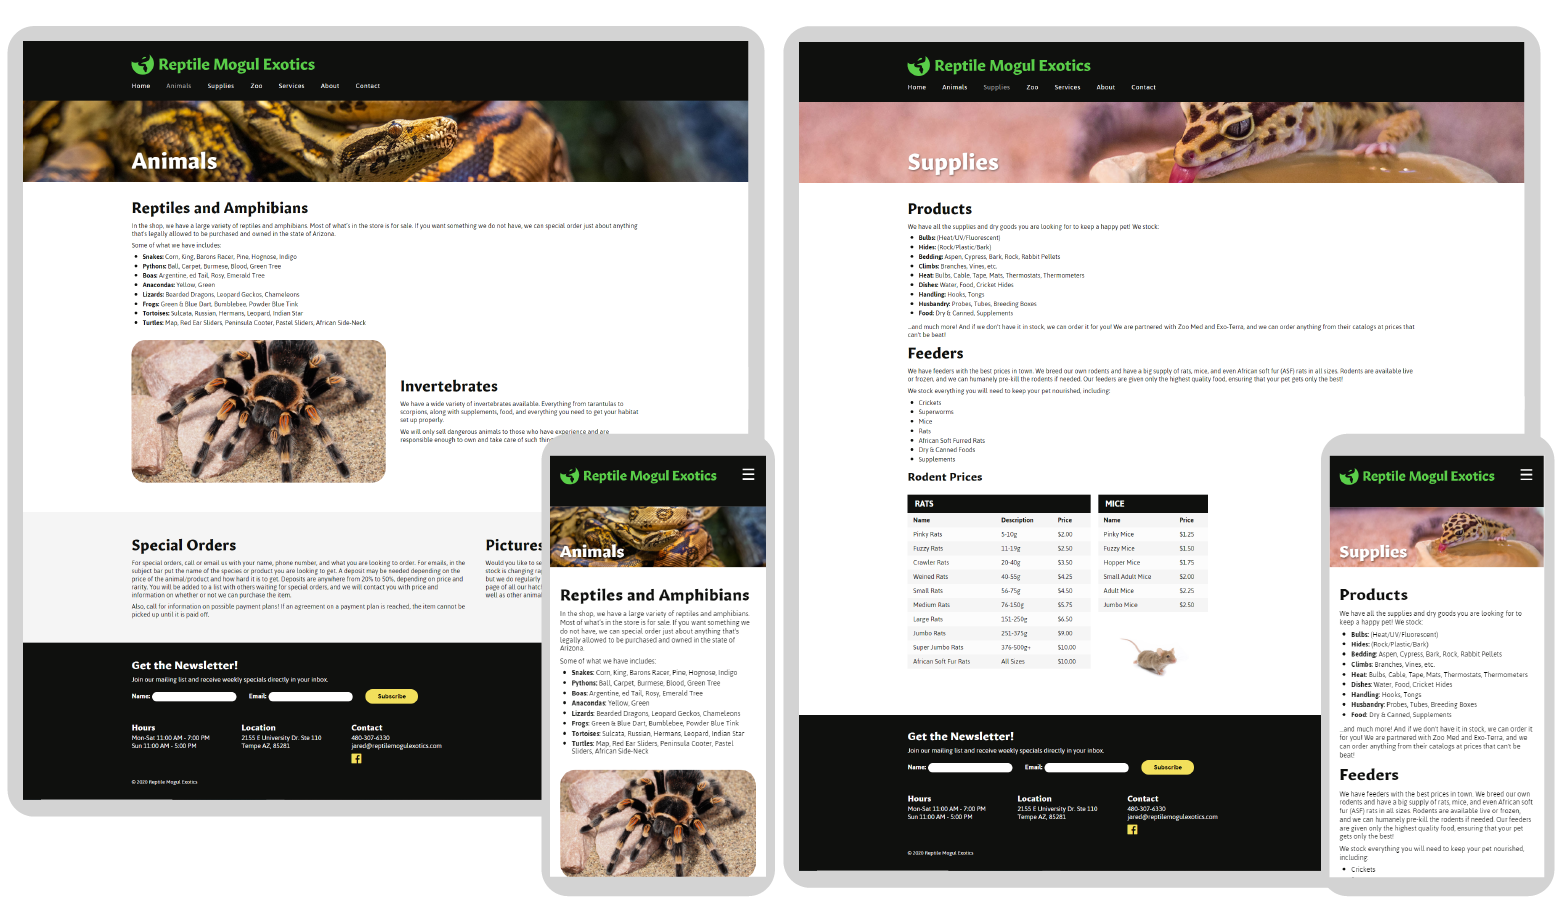 Reptile Mogul Exotics
Home Animals Supplies Zoo Services About Contact
Animals
Reptiles and Amphibians
In the shop, we have a large variety of reptiles and amphibians. Most of what's in the store is for sale. If you want something we do not have, we can special order just about anything
that's legally allowed to be purchased and owned in the state of Arizona.
Some of what we have includes:
Snakes: Corn, King, Barons Racer, Pine, Hognose, Indigo
Pythons: Ball, Carpet, Burmese, Blood, Green Tree
Boas: Argentine, ed Tail, Rosy, Emerald Tree
Anacondas: Yellow, Green
Lizards: Bearded Dragons, Leopard Geckos, Chameleons
Frogs: Green & Blue Dart, Bumblebee, Powder Blue Tink
Tortoises: Sulcata, Russian, Hermans, Leopard, Indian Star
Turtles: Map, Red Ear Sliders, Peninsula Cooter, Pastel Sliders, African Side-Neck
Invertebrates
We have a wide variety of invertebrates available. Everything from tarantulas to
scorpions, along with supplements, food, and everything you need to get your habitat
set up properly.
We will only sell dangerous animals to those who have experience and are
responsible enough to own and take care of such
Special Orders
For special orders, call or email us with your name, phone number, and what you are looking to order. For emails, in the
subject bar put the name of the species or product you are looking to get. A deposit may be needed depending on the
price of the animal/product and how hard it is to get. Deposits are anywhere from 20% to 50%, depending on price and
rarity. You will be added to a list with others waiting for special orders, and we will contact you with price and
information on whether or not we can purchase the item.
Also, call for information on possible payment plans! If an agreement on a payment plan is reached, the item cannot be
picked up until it is paid off.
Pictures
Would you like to se
stock is changing ra
but we do regularly
page of all our hatc
well as other animal
Get the Newsletter!
Join our mailing list and receive weekly specials directly in your inbox.
Name: Email: Subscribe
Hours Location Contact
Mon-Sat 11:00 AM - 7:00 PM 2155 E University Dr. Ste 110 480-307-6330
Sun 11:00 AM - 5:00 PM Tempe AZ, 85281 jared@reptilemogulexotics.com
© 2020 Reptile Mogul Exotics
Reptile Mogul Exotics
Animals
Reptiles and Amphibians
In the shop, we have a large variety of reptiles and amphibians.
Most of what's in the store is for sale. If you want something we
do not have, we can special order just about anything that's
legally allowed to be purchased and owned in the state of
Arizona.
Some of what we have includes:
Snakes: Corn, King, Barons Racer, Pine, Hognose, Indigo
Pythons: Ball, Carpet, Burmese, Blood, Green Tree
Boas: Argentine, ed Tail, Rosy, Emerald Tree
Anacondas: Yellow, Green
Lizards: Bearded Dragons, Leopard Geckos, Chameleons
Frogs: Green & Blue Dart, Bumblebee, Powder Blue Tink
Tortoises: Sulcata, Russian, Hermans, Leopard, Indian Star
Turtles: Map, Red Ear Sliders, Peninsula Cooter, Pastel
Sliders, African Side-Neck
Reptile Mogul Exotics
Home Animals Supplies Zoo Services About Contact
Supplies
Products
We have all the supplies and dry goods you are looking for to keep a happy pet! We stock:
Bulbs: (Heat/UV/Fluorescent)
Hides: (Rock/Plastic/Bark)
Bedding: Aspen, Cypress, Bark, Rock, Rabbit Pellets
Climbs: Branches, Vines, etc.
Heat: Bulbs, Cable, Tape, Mats, Thermostats, Thermometers
Dishes: Water, Food, Cricket Hides
Handling: Hooks, Tongs
Husbandry: Probes, Tubes, Breeding Boxes
Food: Dry & Canned, Supplements
...and much more! And if we don't have it in stock, we can order it for you! We are partnered with Zoo Med and Exo-Terra, and we can order anything from their catalogs at prices that
can't be beat!
Feeders
We have feeders with the best prices in town. We breed our own rodents and have a big supply of rats, mice, and even African soft fur (ASF) rats in all sizes. Rodents are available live
or frozen, and we can humanely pre-kill the rodents if needed. Our feeders are given only the highest quality food, ensuring that your pet gets only the best!
We stock everything you will need to keep your pet nourished, including:
Crickets
Superworms
Mice
Rats
African Soft Furred Rats
Dry & Canned Foods
Supplements
Rodent Prices
RATS
Name Description Price
Pinky Rats 5-10g $2.00
Fuzzy Rats 11-19g $2.50
Crawler Rats 20-40g $3.50
Weined Rats 40-55g $4.25
Small Rats 56-75g $4.50
Medium Rats 76-150g $5.75
Large Rats 151-250g $6.50
Jumbo Rats 251-375g $9.00
Super Jumbo Rats 376-500g+ $10.00
African Soft Fur Rats All Sizes $10.00
MICE
Name Price
Pinky Mice $1.25
Fuzzy Mice $1.50
Hopper Mice $1.75
Small Adult Mice $2.00
Adult Mice $2.25
Jumbo Mice $2.50
Get the Newsletter!
Join our mailing list and receive weekly specials directly in your inbox.
Name: Email: Subscribe
Hours Location Contact
Mon-Sat 11:00 AM - 7:00 PM 2155 E University Dr. Ste 110 480-307-6330
Sun 11:00 AM - 5:00 PM Tempe AZ, 85281 jared@reptilemogulexotics.com
© 2020 Reptile Mogul Exotics
Reptile Mogul Exotics
Supplies
Products
We have all the supplies and dry goods you are looking for to
keep a happy pet! We stock:
Bulbs: (Heat/UV/Fluorescent)
Hides: (Rock/Plastic/Bark)
Bedding: Aspen, Cypress, Bark, Rock, Rabbit Pellets
Climbs: Branches, Vines, etc.
Heat: Bulbs, Cable, Tape, Mats, Thermostats, Thermometers
Dishes: Water, Food, Cricket Hides
Handling: Hooks, Tongs
Husbandry: Probes, Tubes, Breeding Boxes
Food: Dry & Canned, Supplements
...and much more! And if we don't have it in stock, we can order it
for you! We are partnered with Zoo Med and Exo-Terra, and we
can order anything from their catalogs at prices that can't be
beat!
Feeders
We have feeders with the best prices in town. We breed our own
rodents and have a big supply of rats, mice, and even African soft
fur (ASF) rats in all sizes. Rodents are available live or frozen,
and we can humanely pre-kill the rodents if needed. Our feeders
are given only the highest quality food, ensuring that your pet
gets only the best!
We stock everything you will need to keep your pet nourished,
including:
Crickets